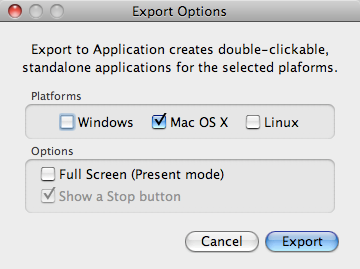 Export Options
Export to Application creates double-clickable,
standalone applications for the selected plaforms.
Platforms
Windows Mac OS X Linux
Options
Full Screen (Present mode)
Show a Stop button
Cancel Export